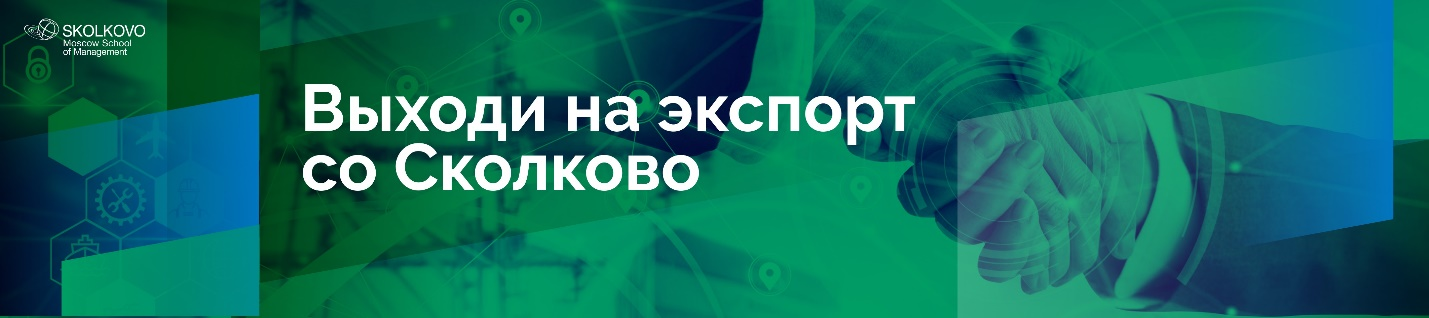 SKOLKOVO
Moscow School
of Management
Выходи на экспорт
со Сколково